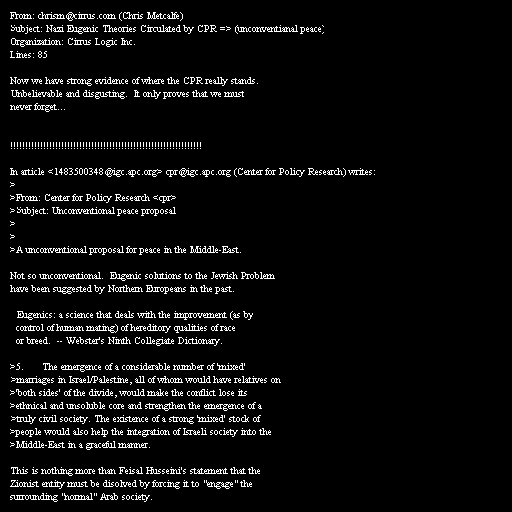 From: chrism@cirrus.com (Chris Metcalfe)
Subject: Nazi Eugenic Theories Circulated by CPR => (unconventianal peace)
Organization: Cirrus Logic Inc.
Lines: 85
Now we have strong evidence of where the CPR really stands.
Unbelievable and disgusting. It only proves that we must
never forget...
!!!!!!!!!!!!!!!!!!!!!!!!!!!!!!!!!!!!!!!!!!!!!!!!!!!!!!!!!!!!!!!!
In article <1483500348@igc.apc.org> cpr@igc.apc.org (Center for Policy Research) writes:
>
>From: Center for Policy Research <cpr>
>Subject: Unconventional peace proposal
>
>
>A unconventional proposal for peace in the Middle-East.
Not so unconventional. Eugenic solutions to the Jewish Problem
have been suggested by Northern Europeans in the past.
Eugenics: a science that deals with the improvement (as by
control of human mating) of hereditory qualities of race
or breed. -- Webster's Ninth Collegiate Dictionary.
>5. The emergence of a considerable number of 'mixed'
>marriages in Israel/Palestine, all of whom would have relatives on
>'both sides' of the divide, would make the conflict lose its
>ethnical and unsoluble core and strengthen the emergence of a
>truly civil society. The existence of a strong 'mixed' stock of
>people would also help the integration of Israeli society into the
>Middle-East in a graceful manner.
This is nothing more than Feisal Husseini's statement that the
Zionist entity must be disolved by forcing it to "engage" the
surrounding "normal" Arab society.